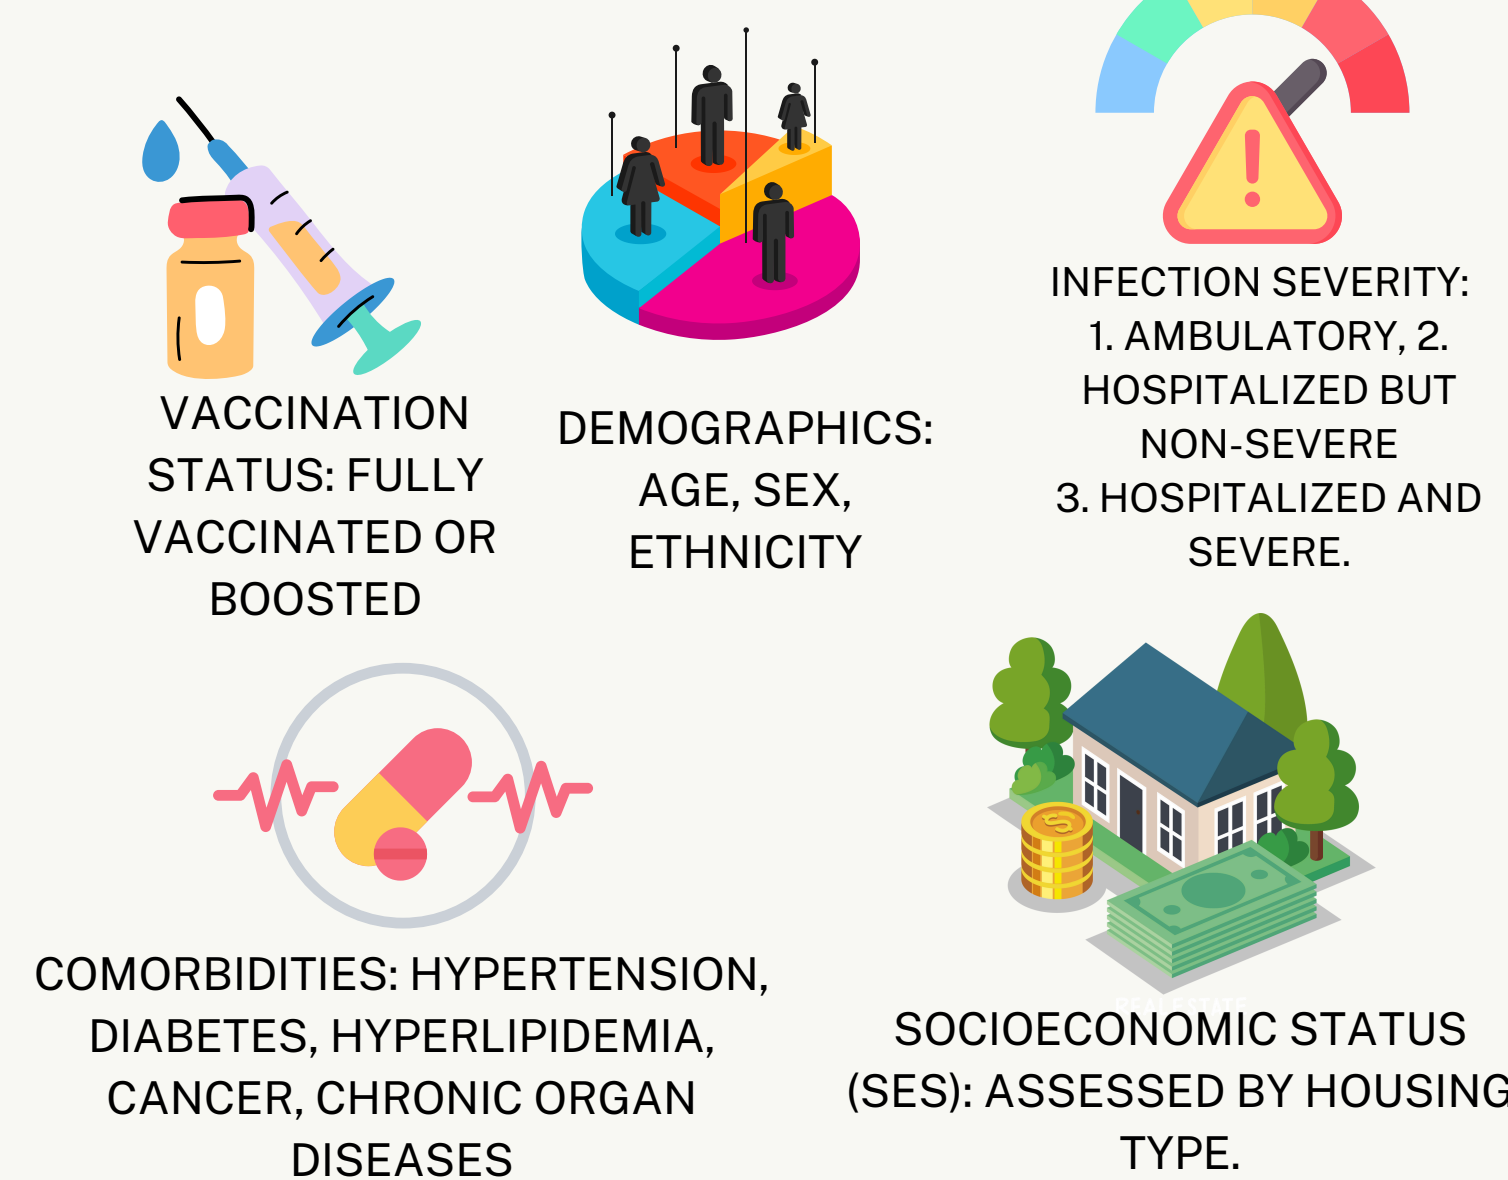 VACCINATION
STATUS: FULLY
VACCINATED OR
BOOSTED
DEMOGRAPHICS:
AGE, SEX,
ETHNICITY
INFECTION SEVERITY:
1. AMBULATORY, 2.
HOSPITALIZED BUT
NON-SEVERE
3. HOSPITALIZED AND
SEVERE.
COMORBIDITIES: HYPERTENSION,
DIABETES, HYPERLIPIDEMIA,
CANCER, CHRONIC ORGAN
DISEASES
REAL ESTATE
SOCIOECONOMIC STATUS
(SES): ASSESSED BY HOUSING
TYPE.